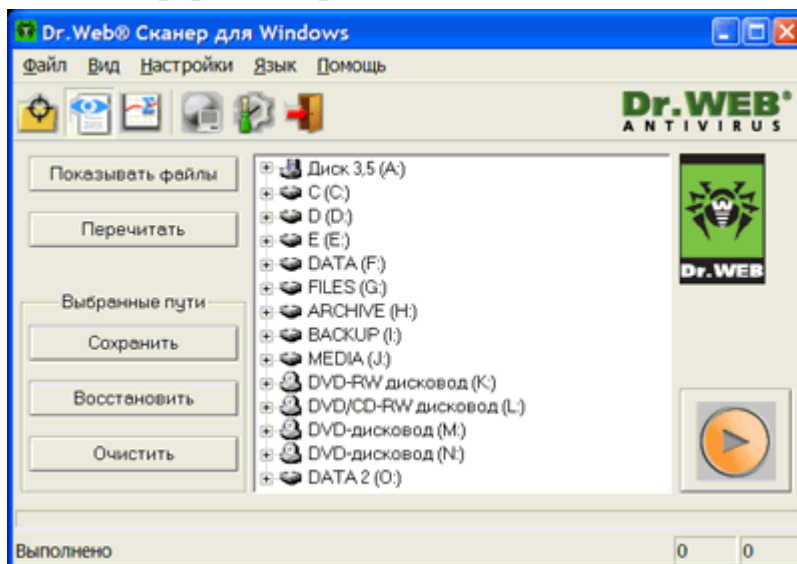 Dr.Web® Сканер для Windows
Файл Вид Настройки Язык Помощь
Dr.WEB®
ANTIVIRUS
Показывать файлы
Перечитать
Выбранные пути
Сохранить
Восстановить
Очистить
Диск 3,5 (A:)
C (C:)
D (D:)
E (E:)
DATA (F:)
FILES (G:)
ARCHIVE (H:)
BACKUP (I:)
MEDIA (J:)
DVD-RW дисковод (K:)
DVD/CD-RW дисковод (L:)
DVD-дисковод (M:)
DVD-дисковод (N:)
DATA 2 (O:)
Dr.WEB
Выполнено
0 0